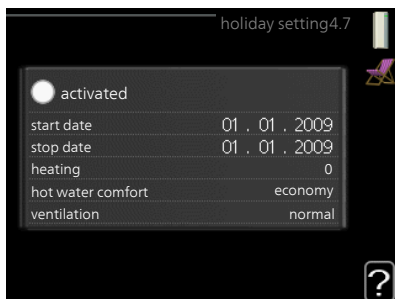 holiday setting4.7
activated
start date 01 . 01 . 2009
stop date 01 . 01 . 2009
heating 0
hot water comfort economy
ventilation normal
?